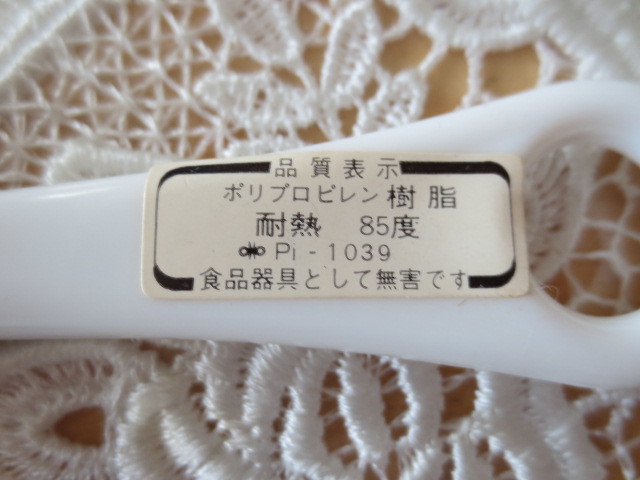 品質表示
ポリプロピレン樹脂
耐熱 85度
Pi-1039
食品器具として無害です